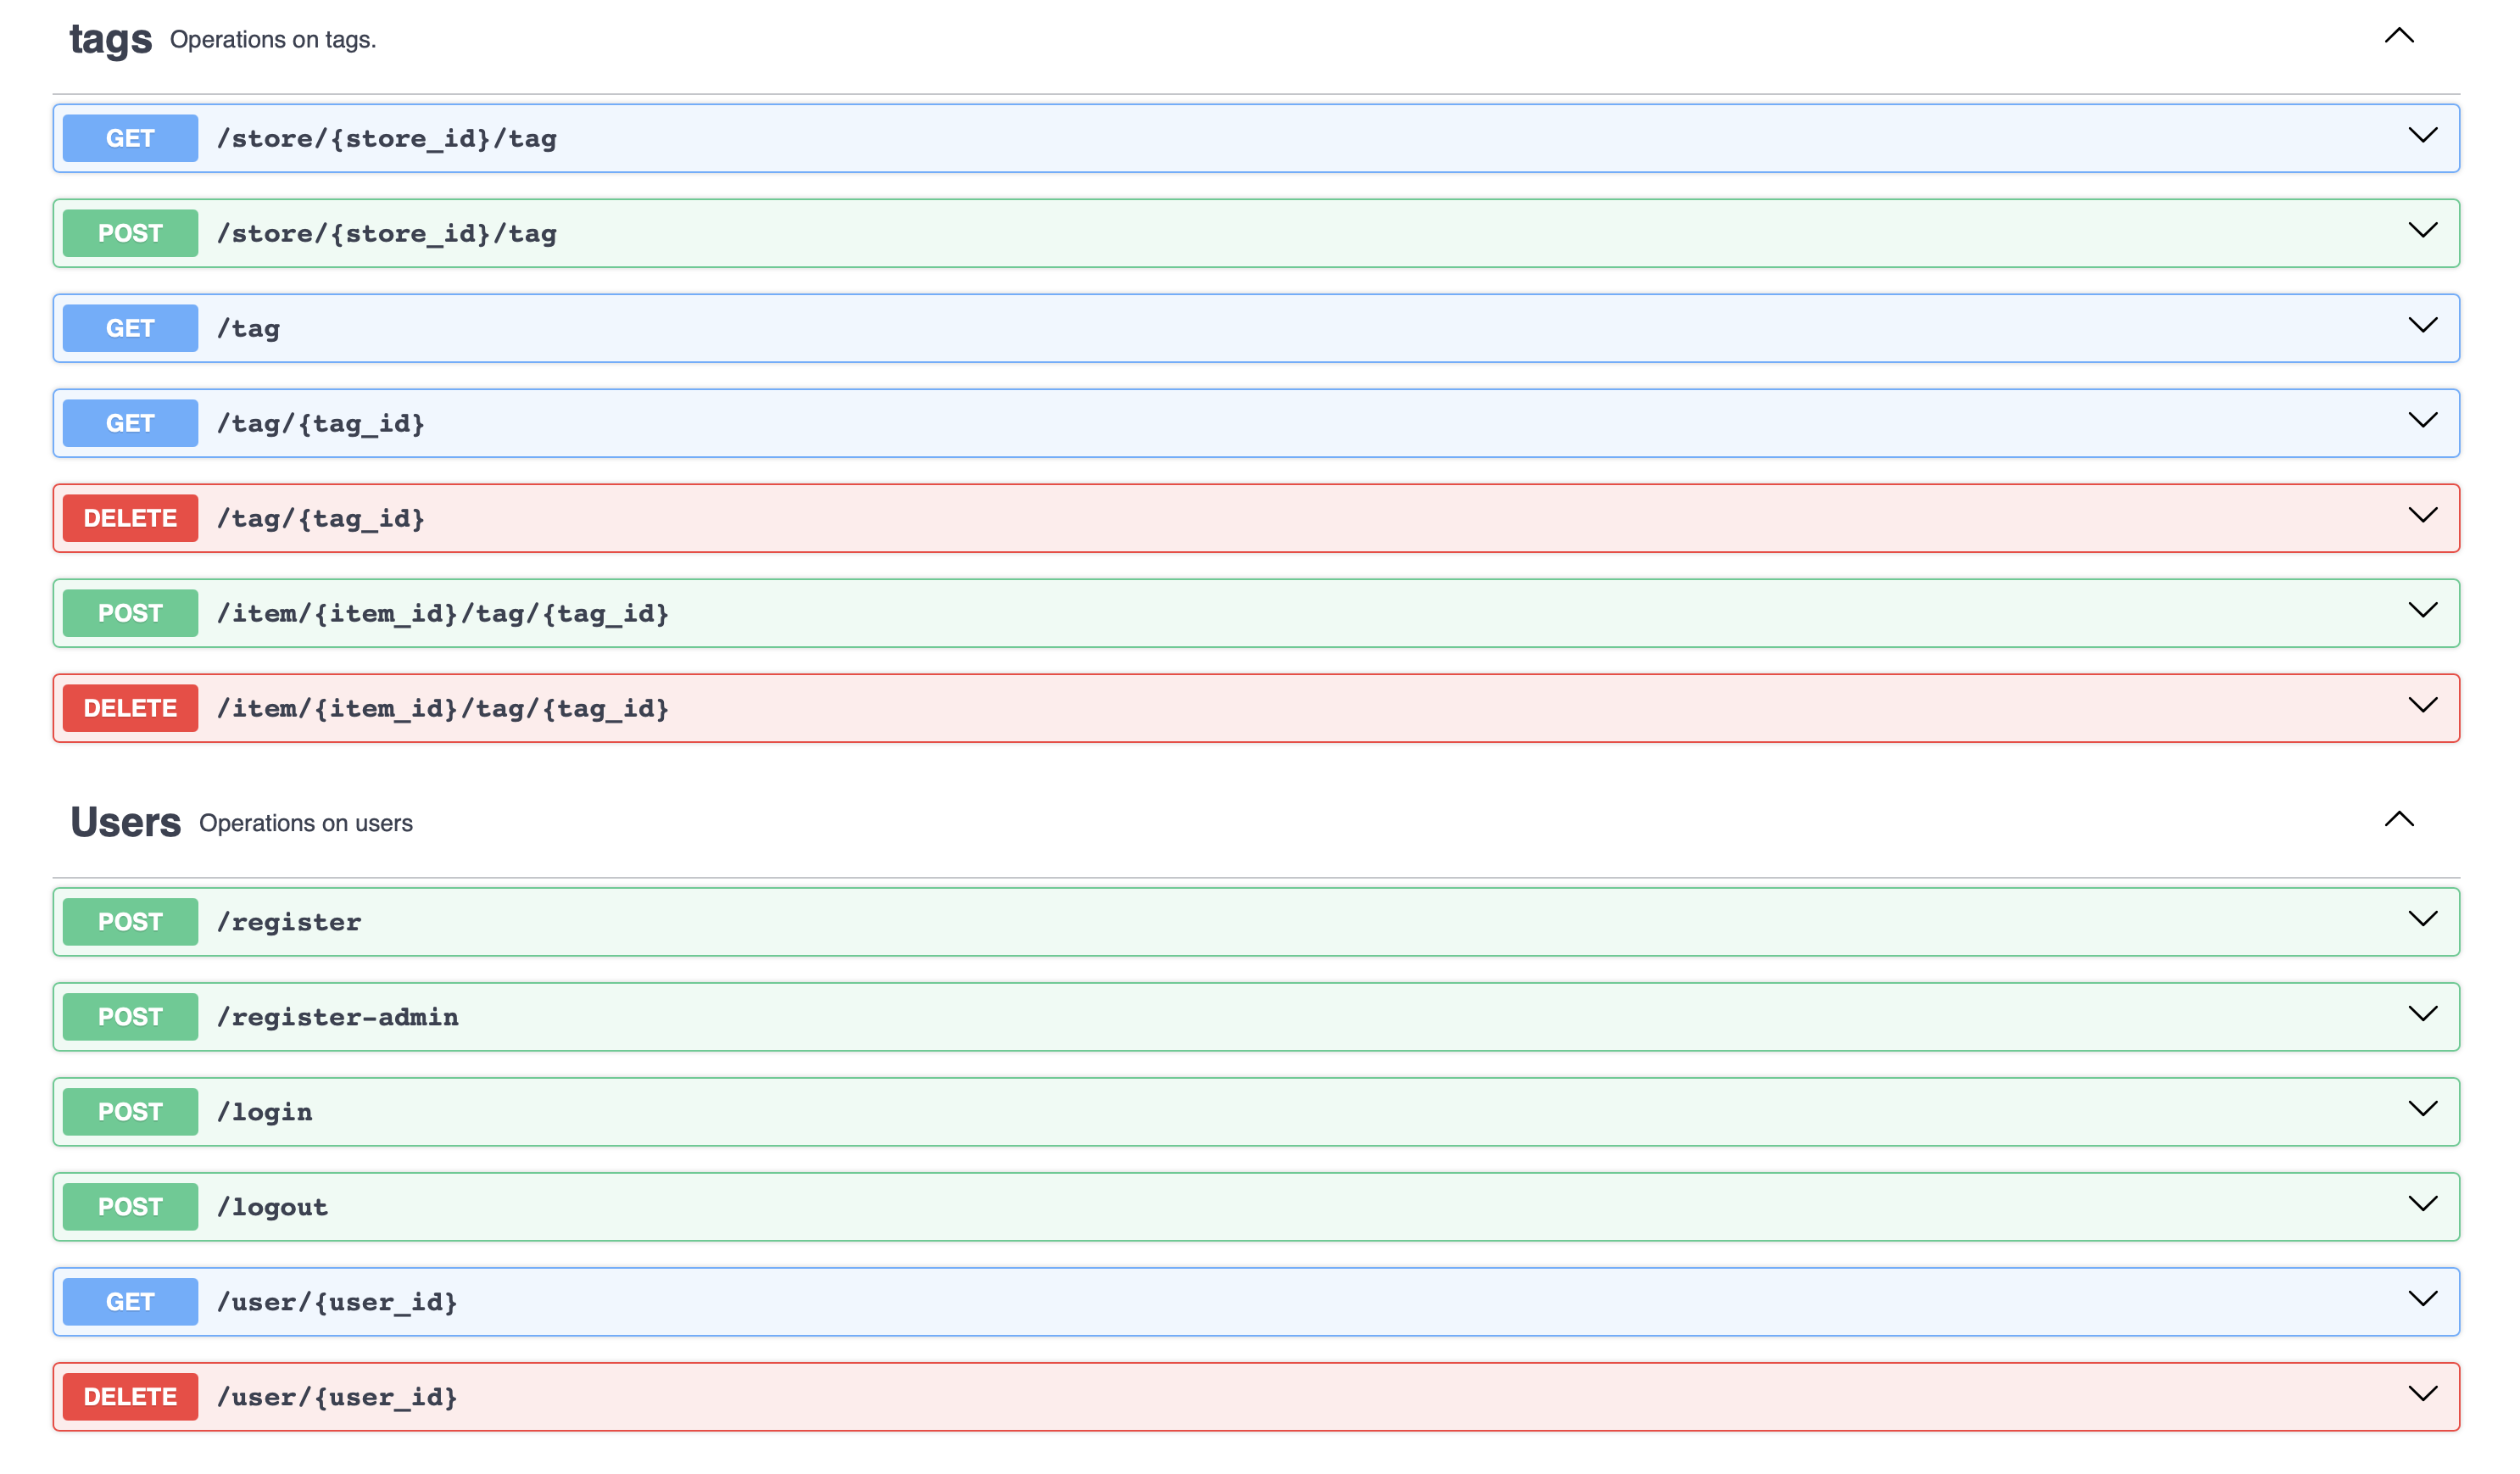 tags Operations on tags.
GET /store/{store_id}/tag
POST /store/{store_id}/tag
GET /tag
GET /tag/{tag_id}
DELETE /tag/{tag_id}
POST /item/{item_id}/tag/{tag_id}
DELETE /item/{item_id}/tag/{tag_id}
Users Operations on users
POST /register
POST /register-admin
POST /login
POST /logout
GET /user/{user_id}
DELETE /user/{user_id}